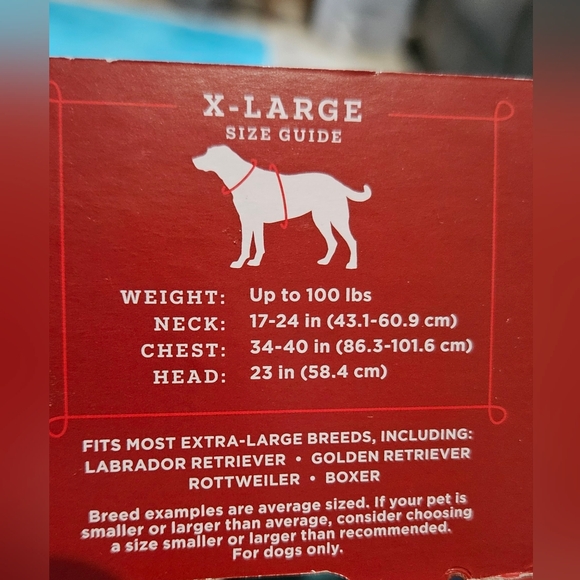 X-LARGE
SIZE GUIDE
WEIGHT: Up to 100 lbs
NECK: 17-24 in (43.1-60.9 cm)
CHEST: 34-40 in (86.3-101.6 cm)
HEAD: 23 in (58.4 cm)
FITS MOST EXTRA-LARGE BREEDS, INCLUDING:
LABRADOR RETRIEVER • GOLDEN RETRIEVER
ROTTWEILER • BOXER
Breed examples are average sized. If your pet is
smaller or larger than average, consider choosing
a size smaller or larger than recommended.
For dogs only.